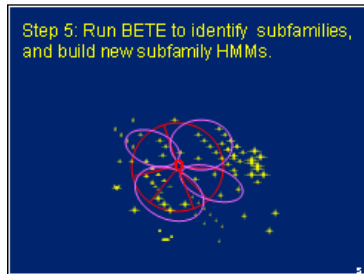 Step 5: Run BETE to identify subfamilies,
and build new subfamily HMMs.